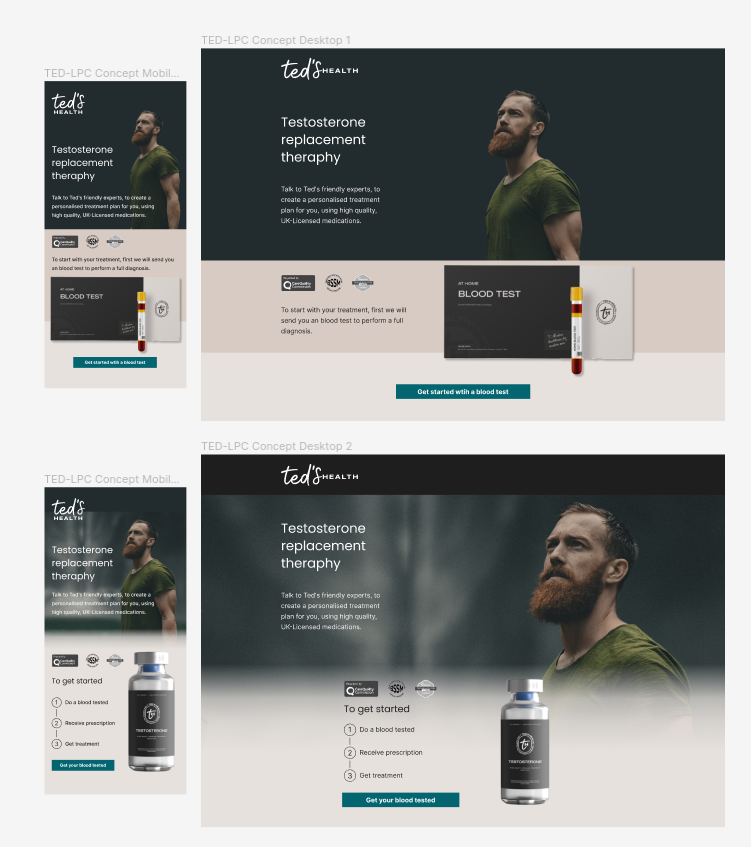 TED-LPC Concept Desktop 1
ted's HEALTH
Testosterone
replacement
theraphy
Talk to Ted's friendly experts, to
create a personalised treatment
plan for you, using high quality,
UK-Licensed medications.
CareQuality
Commission
BSSM
To start with your treatment, first we will
send you an blood test to perform a full
diagnosis.
AT HOME
BLOOD TEST
Get started wtih a blood test
TED-LPC Concept Mobil...
ted's
HEALTH
Testosterone
replacement
theraphy
Talk to Ted's friendly experts, to create a
personalised treatment plan for you, using
high quality, UK-Licensed medications.
CareQuality
Commission
BSSM
To start with your treatment, first we will send you
an blood test to perform a full diagnosis.
AT HOME
BLOOD TEST
Get started wtih a blood test
TED-LPC Concept Desktop 2
ted's HEALTH
Testosterone
replacement
theraphy
Talk to Ted's friendly experts, to
create a personalised treatment
plan for you, using high quality,
UK-Licensed medications.
CareQuality
Commission
BSSM
To get started
1 Do a blood tested
2 Receive prescription
3 Get treatment
TESTOSTERONE
Get your blood tested
TED-LPC Concept Mobil...
ted's
HEALTH
Testosterone
replacement
theraphy
Talk to Ted's friendly experts, to create a
personalised treatment plan for you, using
high quality, UK-Licensed medications.
CareQuality
Commission
BSSM
To get started
1 Do a blood tested
2 Receive prescription
3 Get treatment
TESTOSTERONE
Get your blood tested